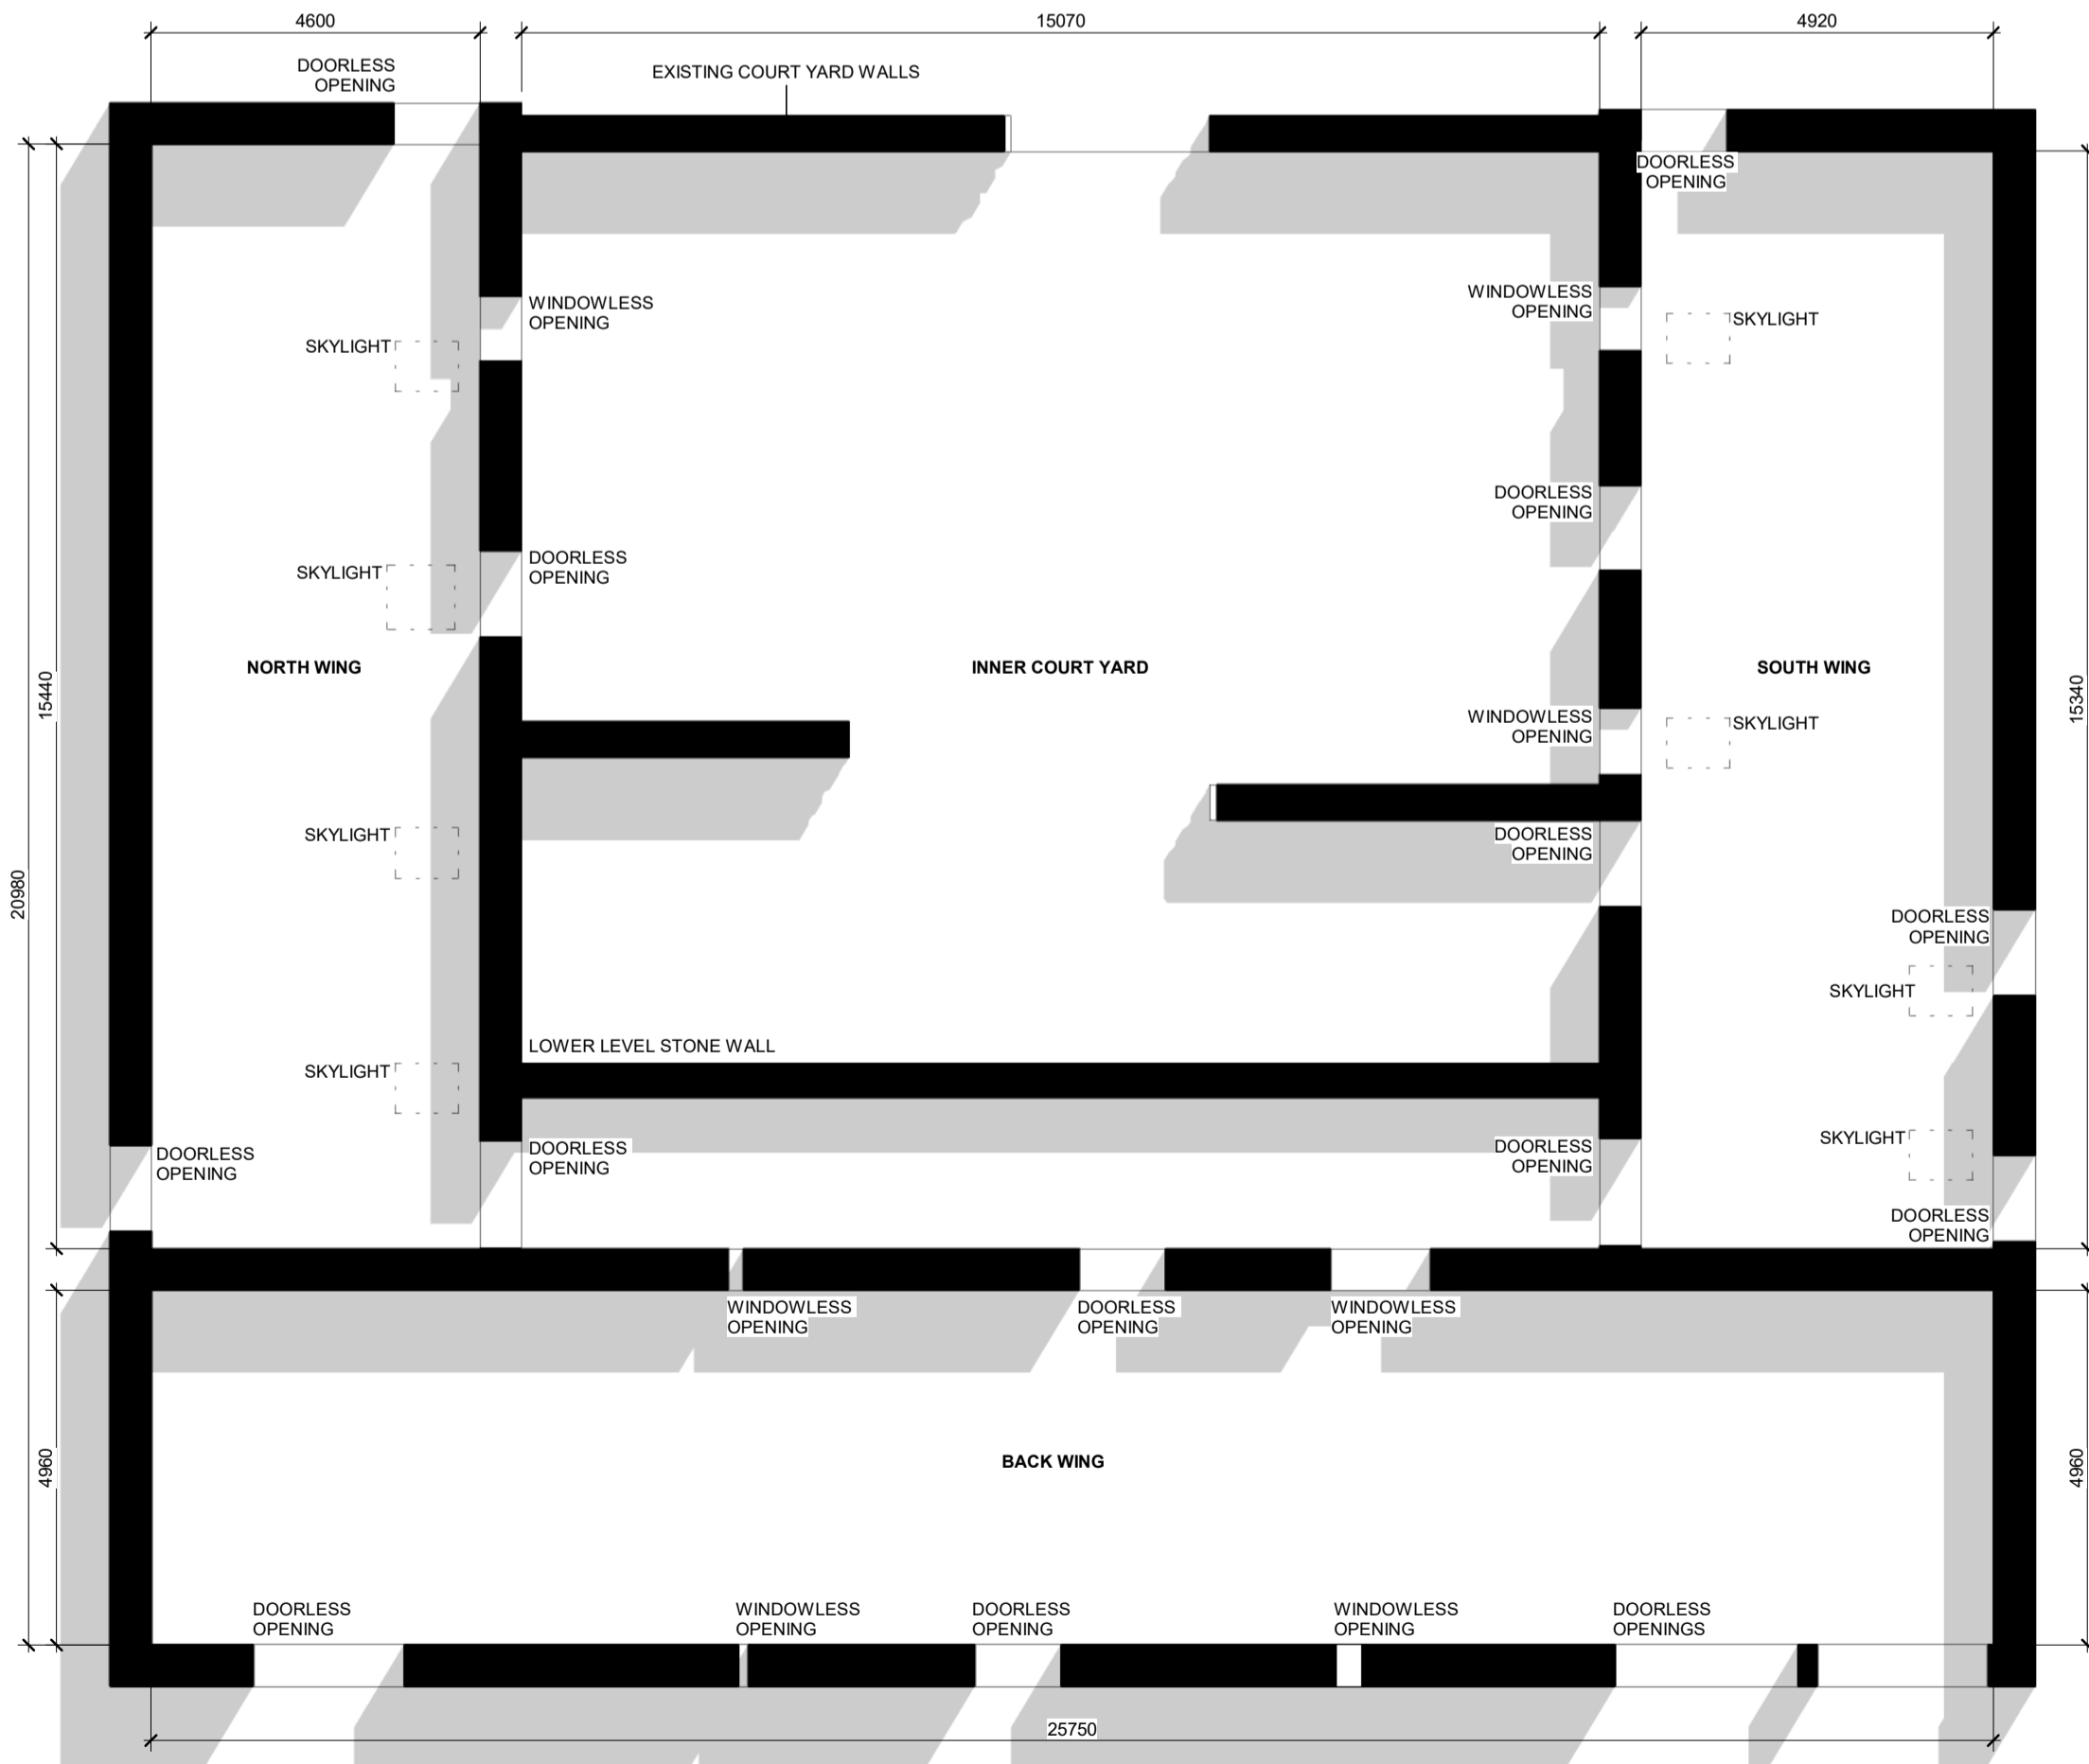 4600
15070
4920
DOORLESS
OPENING
EXISTING COURT YARD WALLS
DOORLESS
OPENING
WINDOWLESS
OPENING
WINDOWLESS
OPENING
SKYLIGHT
SKYLIGHT
DOORLESS
OPENING
DOORLESS
OPENING
SKYLIGHT
NORTH WING
INNER COURT YARD
SOUTH WING
15440
15340
WINDOWLESS
OPENING
SKYLIGHT
SKYLIGHT
DOORLESS
OPENING
20980
DOORLESS
OPENING
SKYLIGHT
LOWER LEVEL STONE WALL
SKYLIGHT
DOORLESS
OPENING
DOORLESS
OPENING
DOORLESS
OPENING
SKYLIGHT
DOORLESS
OPENING
WINDOWLESS
OPENING
DOORLESS
OPENING
WINDOWLESS
OPENING
4960
BACK WING
4960
DOORLESS
OPENING
WINDOWLESS
OPENING
DOORLESS
OPENING
WINDOWLESS
OPENING
DOORLESS
OPENINGS
25750